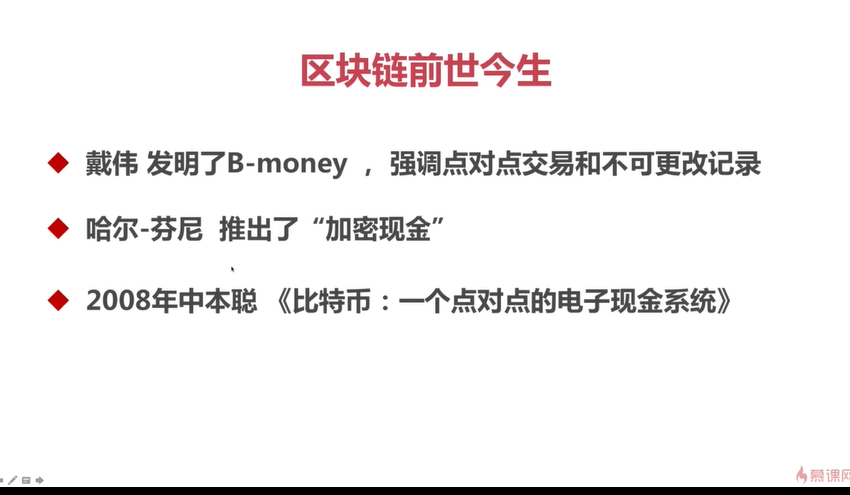 区块链前世今生
戴伟 发明了B-money ，强调点对点交易和不可更改记录
哈尔-芬尼 推出了“加密现金”
2008年中本聪 《比特币：一个点对点的电子现金系统》
慕课网